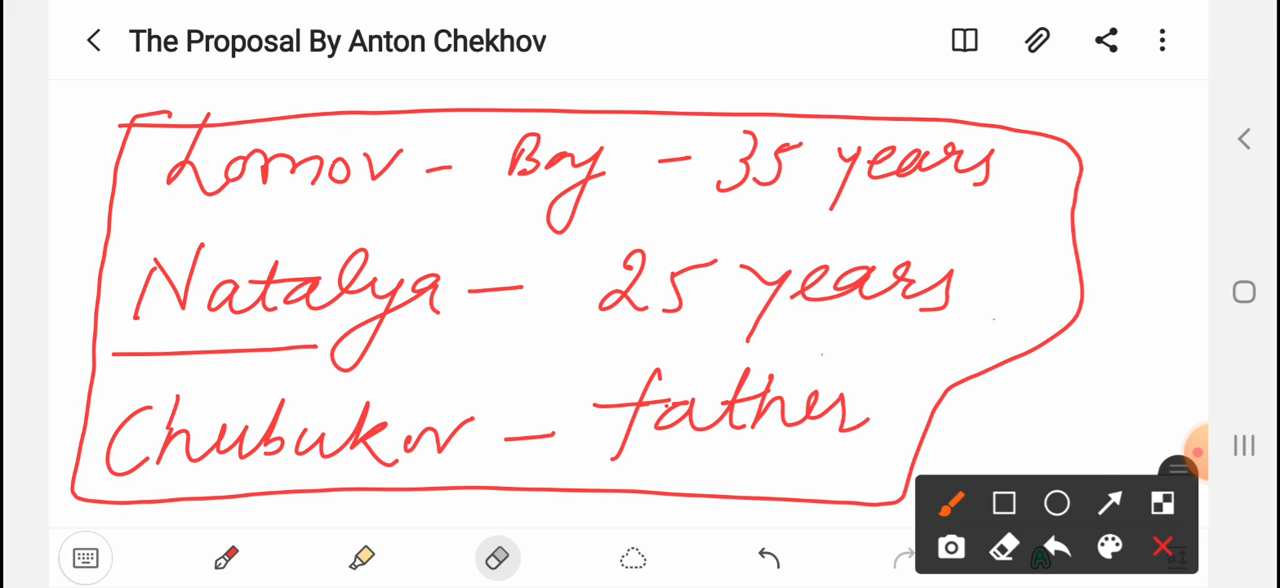 The Proposal By Anton Chekhov
Lomov - Boy - 35 years
Natalya - 25 years
Chubukov - father